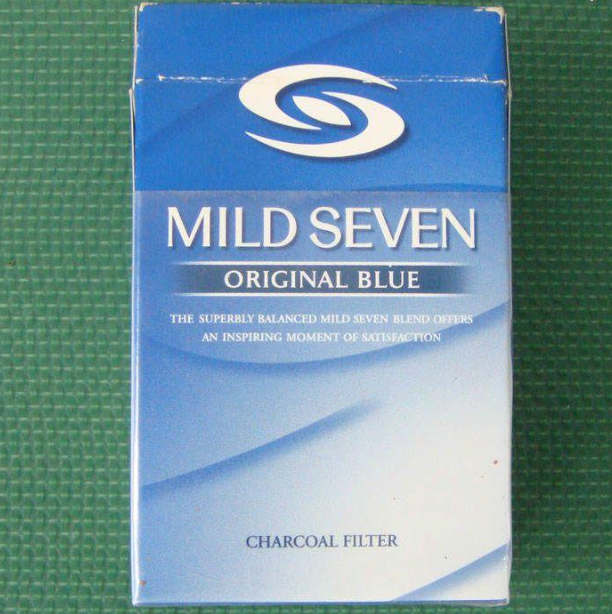 MILD SEVEN
ORIGINAL BLUE
THE SUPERBLY BALANCED MILD SEVEN BLEND OFFERS
AN INSPIRING MOMENT OF SATISFACTION
CHARCOAL FILTER